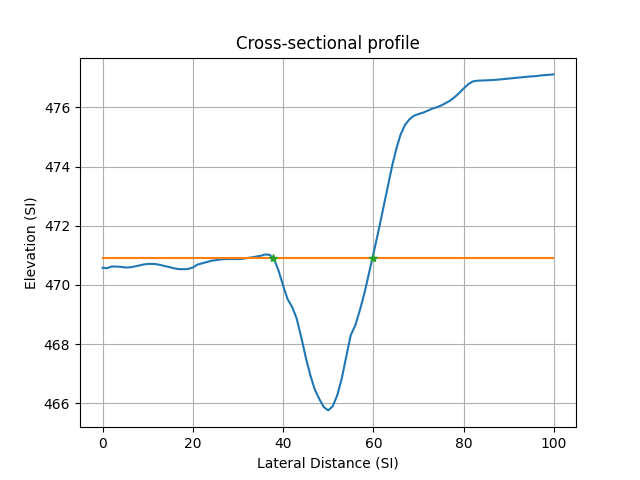 Cross-sectional profile
Elevation (SI)
476
474
472
470
468
466
0 20 40 60 80 100
Lateral Distance (SI)